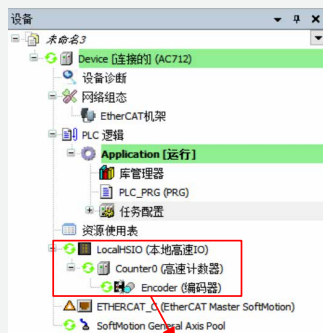 设备
未命名3
Device [连接的] (AC712)
设备诊断
网络组态
EtherCAT机架
PLC 逻辑
Application [运行]
库管理器
PLC_PRG (PRG)
任务配置
资源使用表
LocalHSIO (本地高速IO)
Counter0 (高速计数器)
Encoder (编码器)
ETHERCAT_C (EtherCAT Master SoftMotion)
SoftMotion General Axis Pool